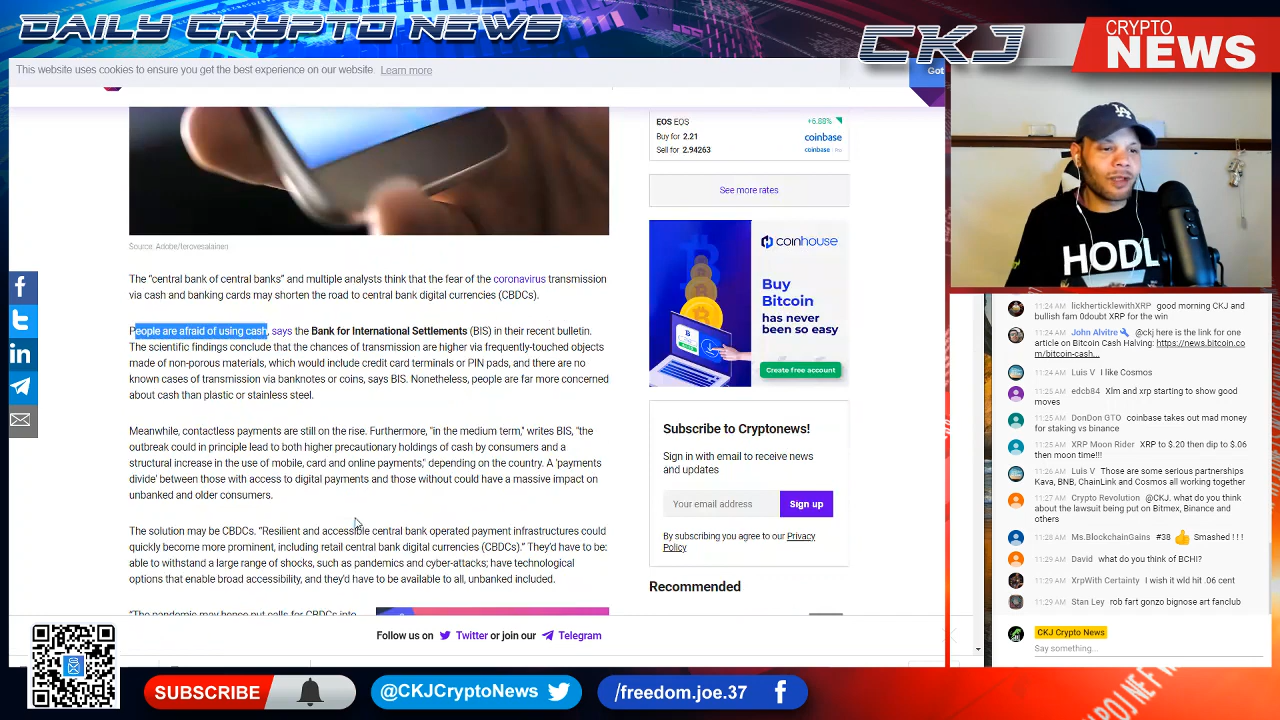 DAILY CRYPTO NEWS
CKJ
CRYPTO
NEWS
This website uses cookies to ensure you get the best experience on our website. Learn more
Got
Source: Adobe/terovesalainen
The “central bank of central banks” and multiple analysts think that the fear of the coronavirus transmission
via cash and banking cards may shorten the road to central bank digital currencies (CBDCs).
People are afraid of using cash, says the Bank for International Settlements (BIS) in their recent bulletin.
The scientific findings conclude that the chances of transmission are higher via frequently-touched objects
made of non-porous materials, which would include credit card terminals or PIN pads, and there are no
known cases of transmission via banknotes or coins, says BIS. Nonetheless, people are far more concerned
about cash than plastic or stainless steel.
Meanwhile, contactless payments are still on the rise. Furthermore, “in the medium term,” writes BIS, “the
outbreak could in principle lead to both higher precautionary holdings of cash by consumers and a
structural increase in the use of mobile, card and online payments,” depending on the country. A ‘payments
divide’ between those with access to digital payments and those without could have a massive impact on
unbanked and older consumers.
The solution may be CBDCs. “Resilient and accessible central bank operated payment infrastructures could
quickly become more prominent, including retail central bank digital currencies (CBDCs).” They’d have to be:
able to withstand a large range of shocks, such as pandemics and cyber-attacks; have technological
options that enable broad accessibility, and they’d have to be available to all, unbanked included.
“The pandemic may hence put calls for CBDCs into
EOS EOS +6.88%
Buy for 2.21 coinbase
Sell for 2.94263 coinbase Pro
See more rates
coinhouse
Buy
Bitcoin
has never
been so easy
Create free account
Subscribe to Cryptonews!
Sign in with email to receive news
and updates
Your email address Sign up
By subscribing you agree to our Privacy
Policy
Recommended
Follow us on Twitter or join our Telegram
HODL
11:24 AM lickherticklewithXRP good morning CKJ and
bullish fam 0doubt XRP for the win
11:24 AM John Alvitre @ckj here is the link for one
article on Bitcoin Cash Halving: https://news.bitcoin.co
m/bitcoin-cash...
11:24 AM Luis V I like Cosmos
11:25 AM edcb84 Xlm and xrp starting to show good
moves
11:25 AM DonDon GTO coinbase takes out mad money
for staking vs binance
11:25 AM XRP Moon Rider XRP to $.20 then dip to $.06
then moon time!!!
11:26 AM Luis V Those are some serious partnerships
Kava, BNB, ChainLink and Cosmos all working together
11:27 AM Crypto Revolution @CKJ, what do you think
about the lawsuit being put on Bitmex, Binance and
others
11:28 AM Ms.BlockchainGains #38 👍 Smashed ! ! !
11:29 AM David what do you think of BCH?
11:29 AM XrpWith Certainty I wish it wld hit .06 cent
11:29 AM Stan Ley rob fart gonzo bignose art fanclub
CKJ Crypto News
Say something...
SUBSCRIBE
@CKJCryptoNews
/freedom.joe.37